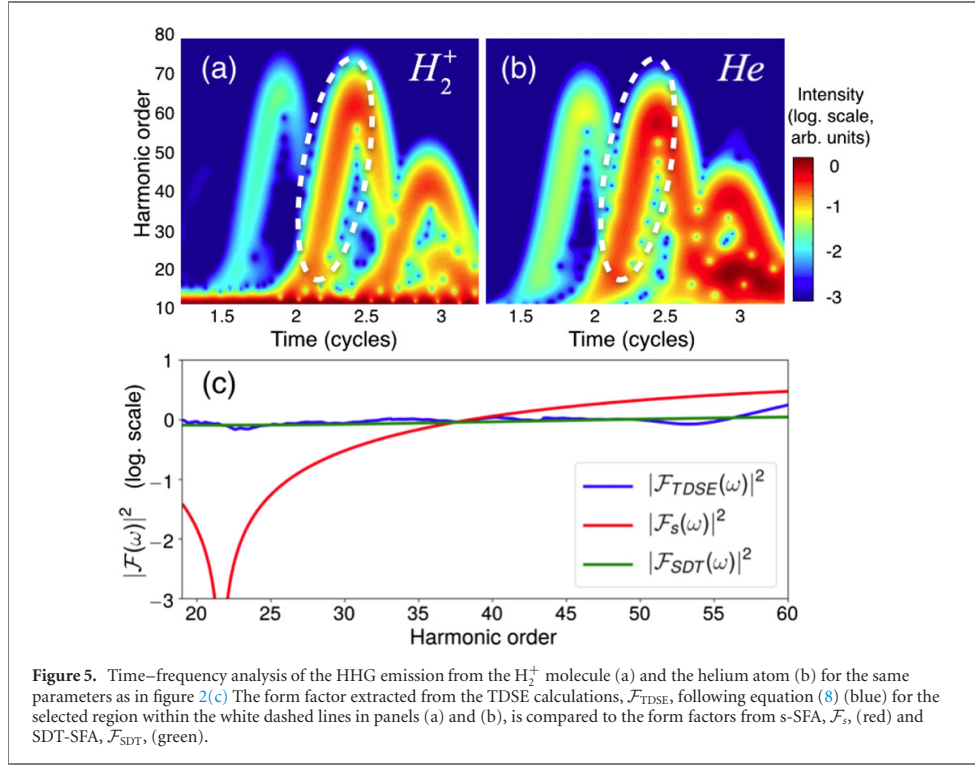 80
70
60
50
40
30
20
10
Harmonic order
(a)
H₂⁺
1.5
2
2.5
3
Time (cycles)
(b)
He
1.5
2
2.5
3
Time (cycles)
Intensity
(log. scale,
arb. units)
0
-1
-2
-3
1
0
−1
−2
−3
|𝓕(ω)|² (log. scale)
(c)
|𝓕_TDSE(ω)|²
|𝓕_s(ω)|²
|𝓕_SDT(ω)|²
20 25 30 35 40 45 50 55 60
Harmonic order
Figure 5. Time–frequency analysis of the HHG emission from the H₂⁺ molecule (a) and the helium atom (b) for the same
parameters as in figure 2(c) The form factor extracted from the TDSE calculations, 𝓕_TDSE, following equation (8) (blue) for the
selected region within the white dashed lines in panels (a) and (b), is compared to the form factors from s-SFA, 𝓕_s, (red) and
SDT-SFA, 𝓕_SDT, (green).